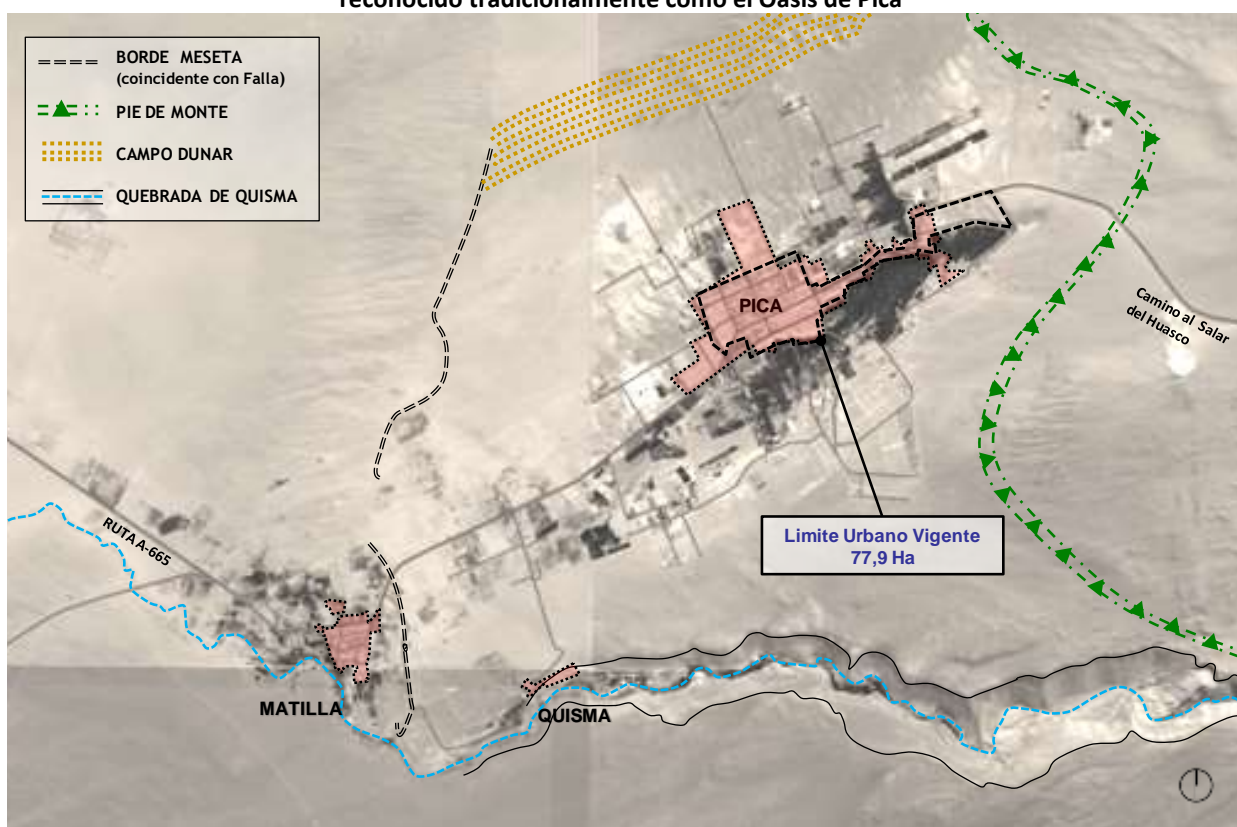 reconocido tradicionalmente como el Oasis de Pica
BORDE MESETA
(coincidente con Falla)
PIE DE MONTE
CAMPO DUNAR
QUEBRADA DE QUISMA
PICA
Camino al Salar
del Huasco
Limite Urbano Vigente
77,9 Ha
RUTA A-665
MATILLA
QUISMA